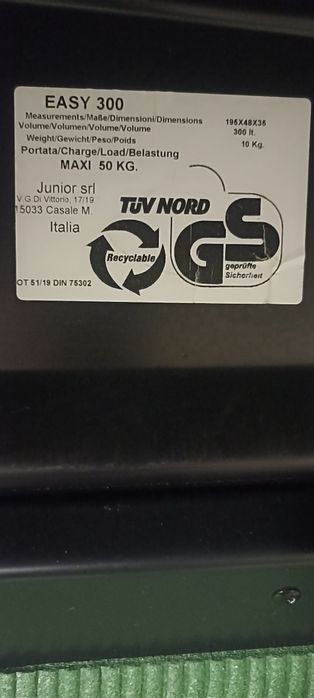 EASY 300
Measurements/Maße/Dimensioni/Dimensions 195X48X35
Volume/Volumen/Volume/Volume 300 lt.
Weight/Gewicht/Peso/Poids 10 Kg.
Portata/Charge/Load/Belastung
MAXI 50 KG.
Junior srl
V.G.Di Vittorio, 17/19
15033 Casale M.
Italia
TÜV NORD
Recyclable
GS
geprüfte
Sicherheit
OT 51/19 DIN 75302